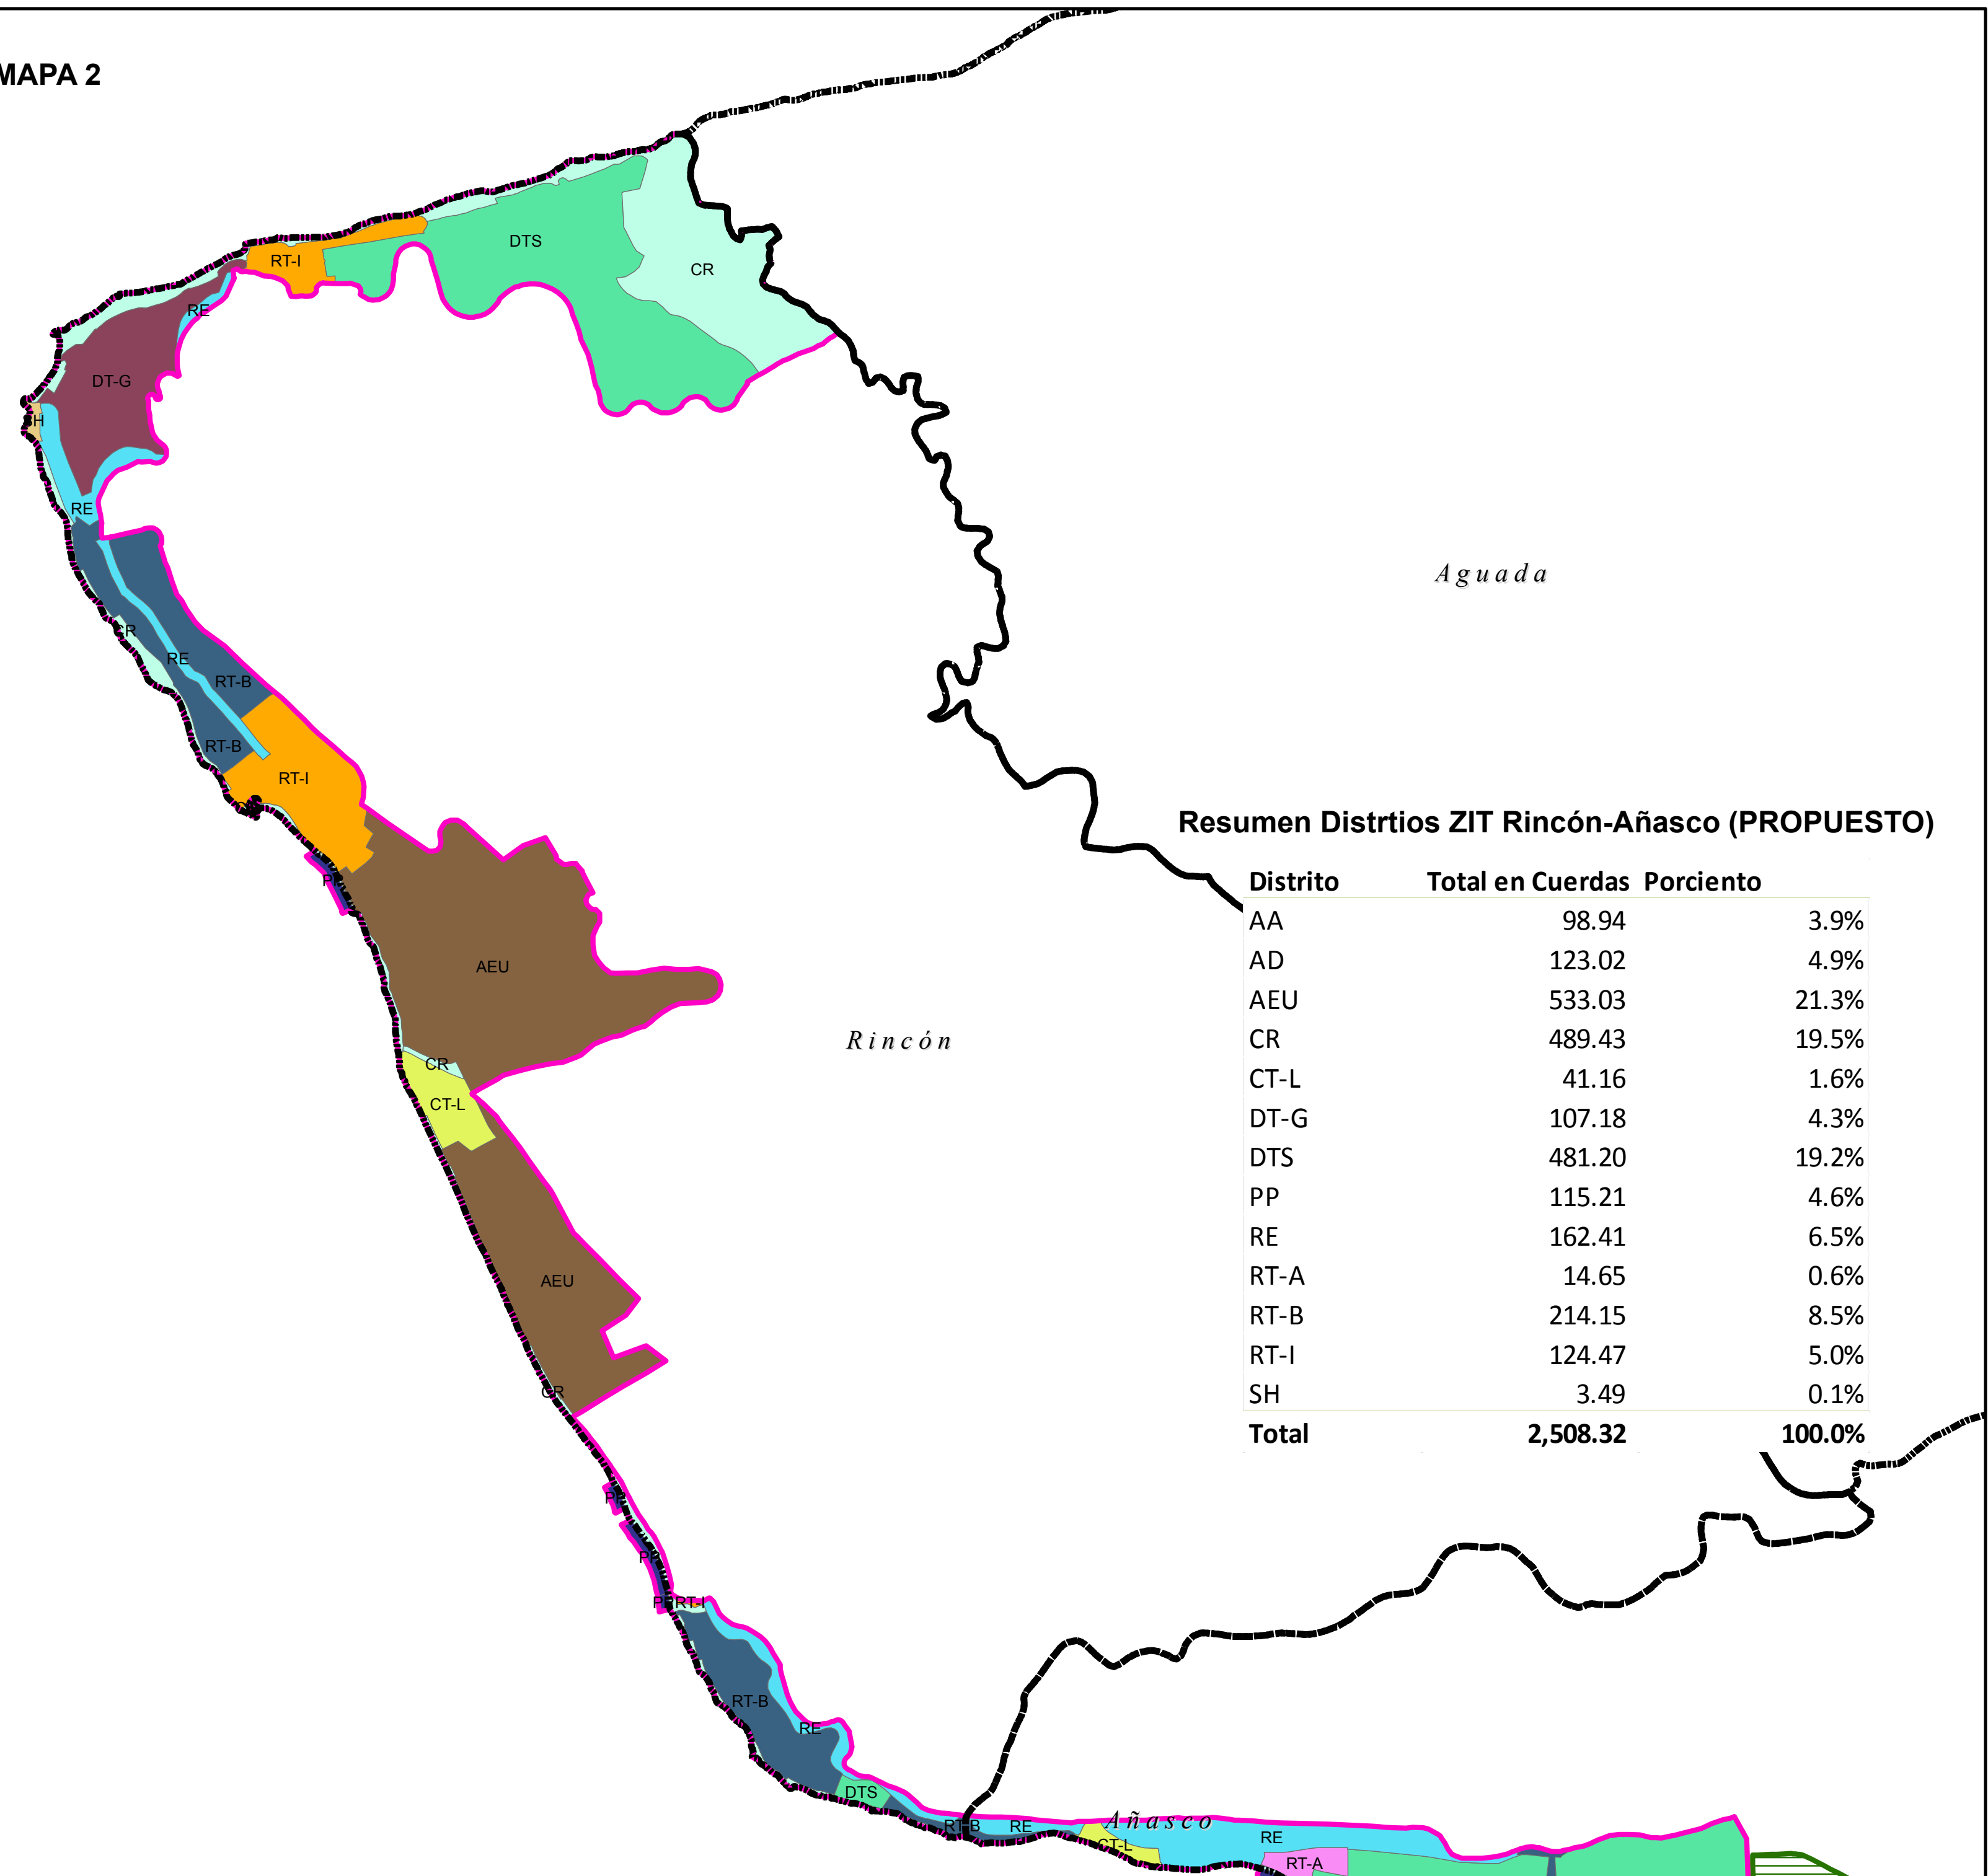 MAPA 2
DTS
CR
RT-I
RE
DT-G
SH
RE
Aguada
CR
RE
RT-B
RT-B
RT-I
Resumen Distrtios ZIT Rincón-Añasco (PROPUESTO)
Distrito Total en Cuerdas Porciento
AA 98.94 3.9%
AD 123.02 4.9%
AEU 533.03 21.3%
CR 489.43 19.5%
CT-L 41.16 1.6%
DT-G 107.18 4.3%
DTS 481.20 19.2%
PP 115.21 4.6%
RE 162.41 6.5%
RT-A 14.65 0.6%
RT-B 214.15 8.5%
RT-I 124.47 5.0%
SH 3.49 0.1%
Total 2,508.32 100.0%
PP
AEU
Rincón
CR
CT-L
AEU
CR
PP
PP
PP RT-I
RT-B
RE
DTS
RT-B
RE
Añasco
CT-L
RE
RT-A